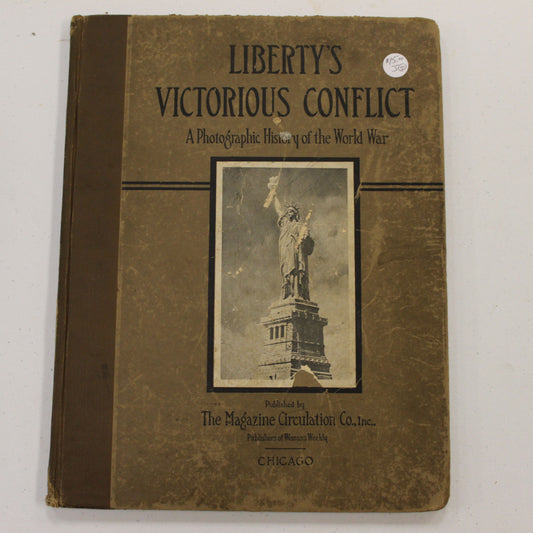 LIBERTY'S
VICTORIOUS CONFLICT
A Photographic History of the World War
Published by
The Magazine Circulation Co., Inc.,
Publishers of Woman's Weekly
CHICAGO